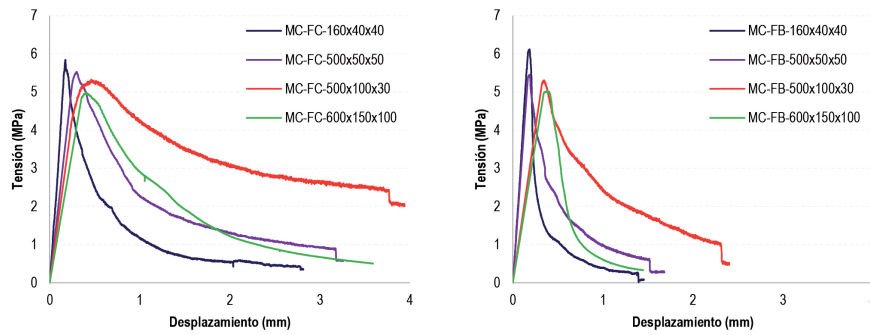 Tensión (MPa)
7
6
5
4
3
2
1
0
0 1 2 3 4
Desplazamiento (mm)
MC-FC-160x40x40
MC-FC-500x50x50
MC-FC-500x100x30
MC-FC-600x150x100
Tensión (MPa)
7
6
5
4
3
2
1
0
0 1 2 3
Desplazamiento (mm)
MC-FB-160x40x40
MC-FB-500x50x50
MC-FB-500x100x30
MC-FB-600x150x100